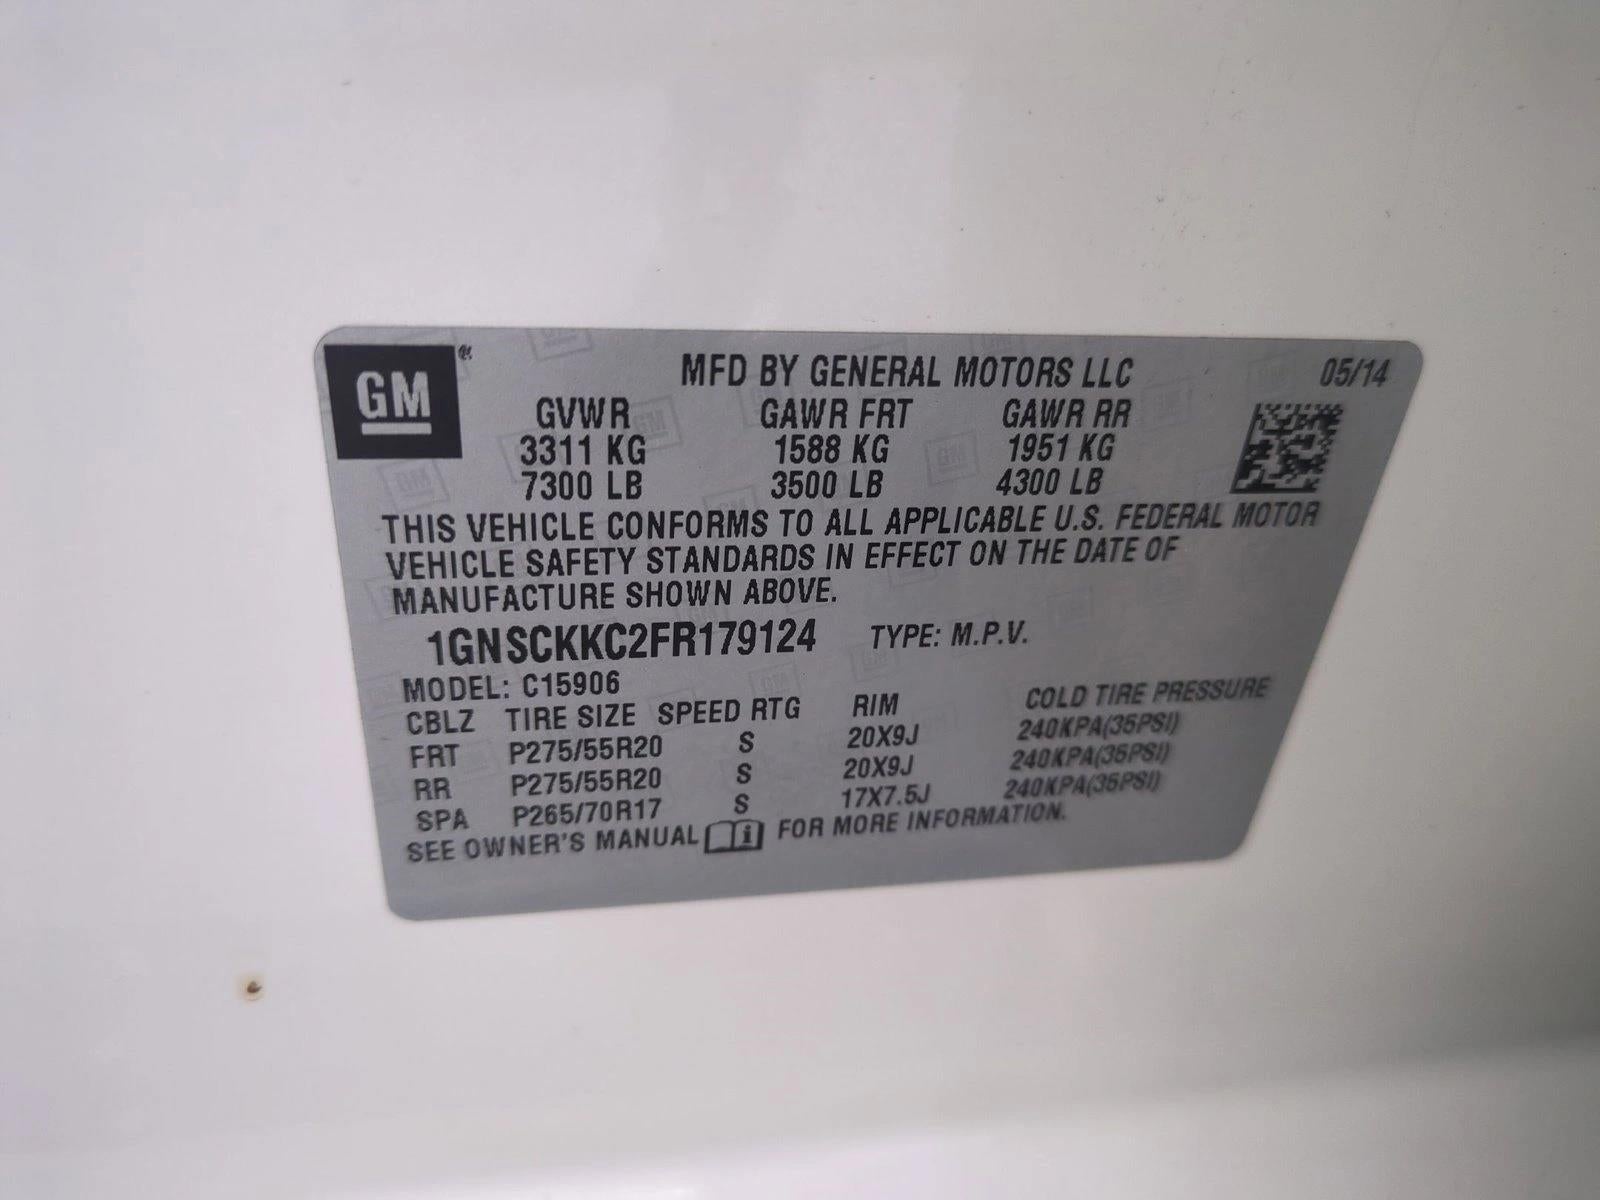 GM
MFD BY GENERAL MOTORS LLC 05/14
GVWR GAWR FRT GAWR RR
3311 KG 1588 KG 1951 KG
7300 LB 3500 LB 4300 LB
THIS VEHICLE CONFORMS TO ALL APPLICABLE U.S. FEDERAL MOTOR
VEHICLE SAFETY STANDARDS IN EFFECT ON THE DATE OF
MANUFACTURE SHOWN ABOVE.
1GNSCKKC2FR179124 TYPE: M.P.V.
MODEL: C15906
CBLZ TIRE SIZE SPEED RTG RIM COLD TIRE PRESSURE
FRT P275/55R20 S 20X9J 240KPA(35PSI)
RR P275/55R20 S 20X9J 240KPA(35PSI)
SPA P265/70R17 S 17X7.5J 240KPA(35PSI)
SEE OWNER'S MANUAL FOR MORE INFORMATION.